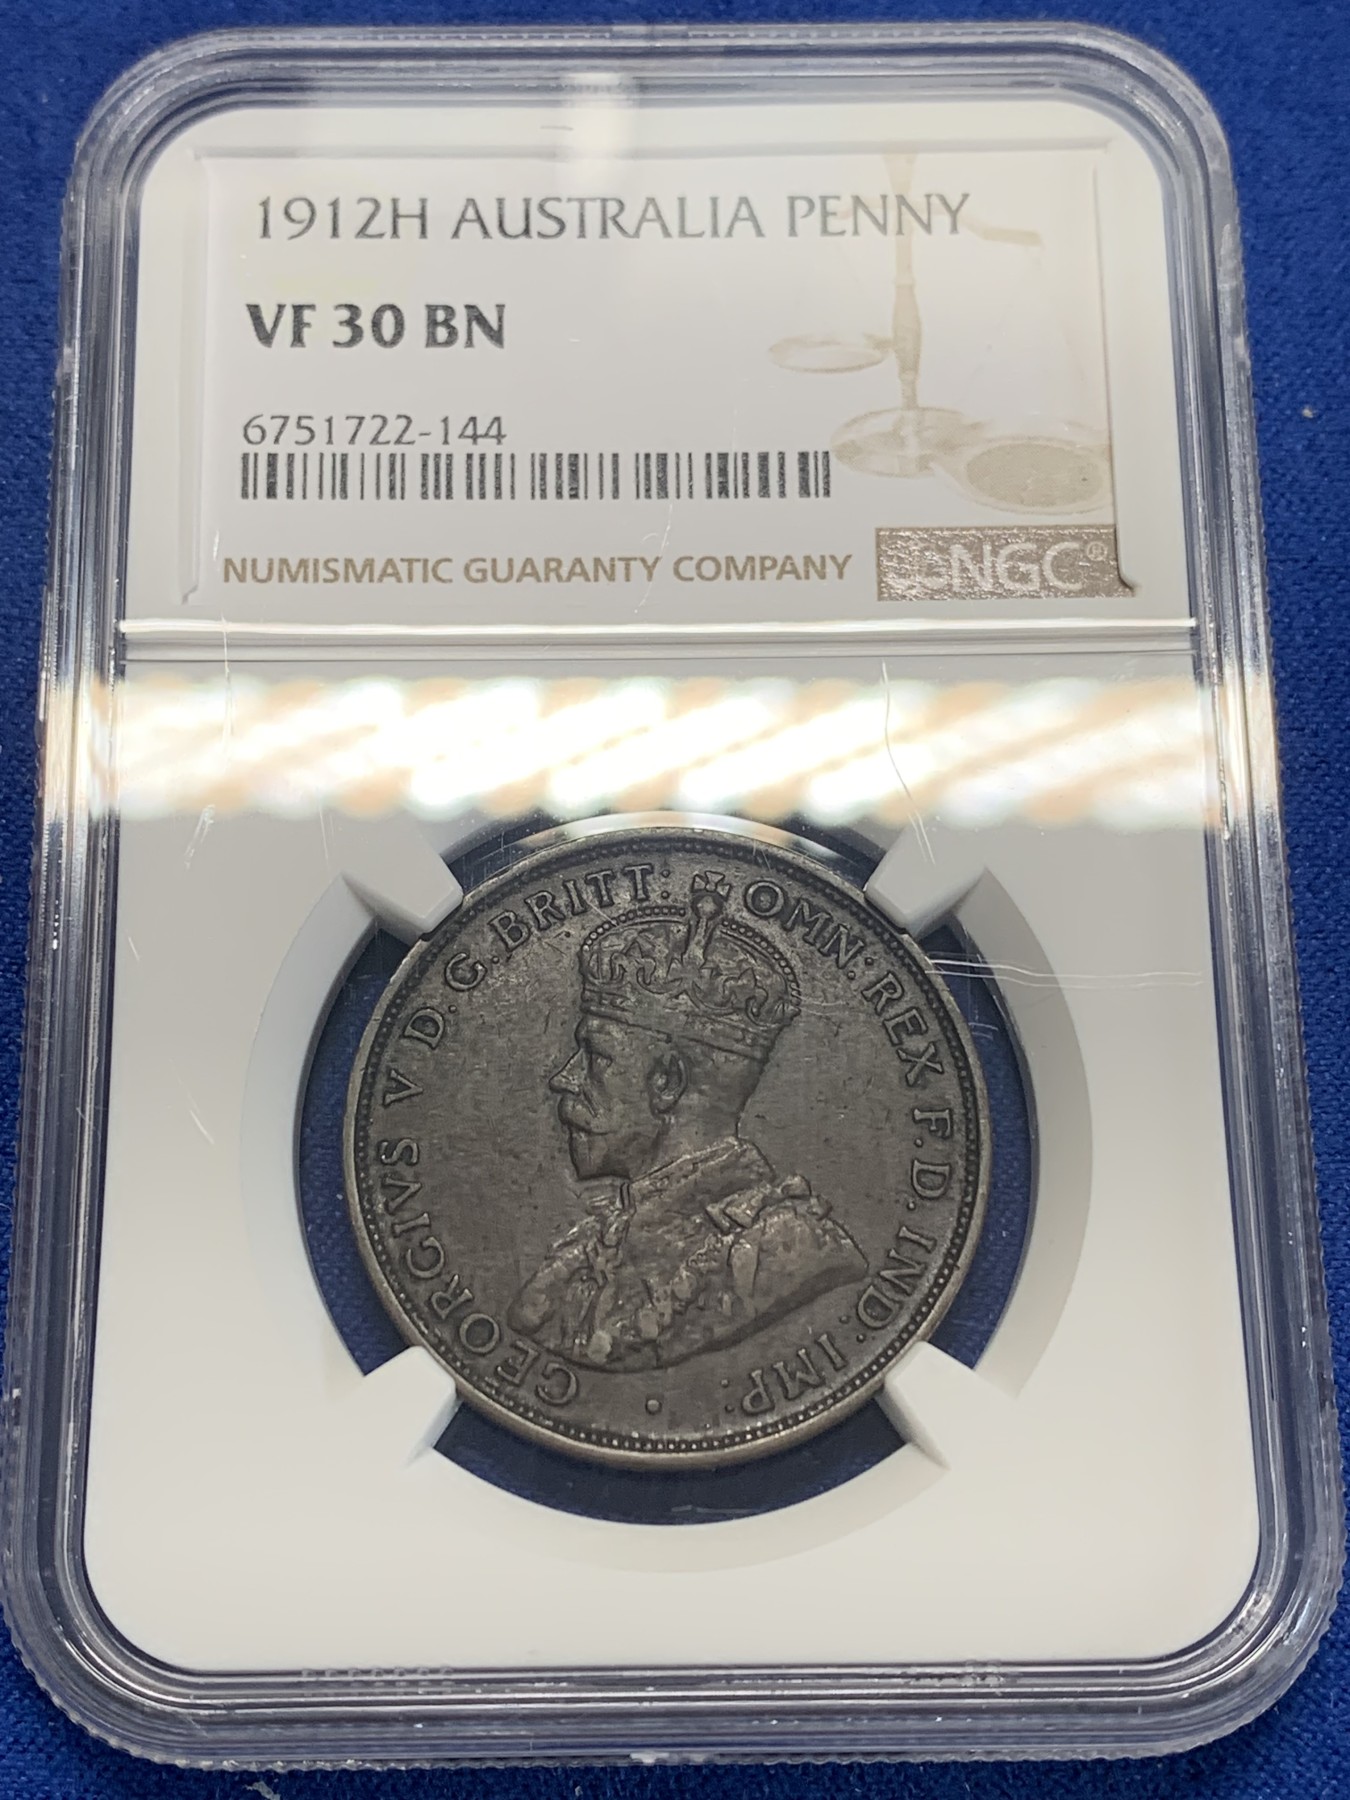 1912H AUSTRALIA PENNY
VF 30 BN
6751722-144
NUMISMATIC GUARANTY COMPANY
NGC®
GEORGIVS V D.G.BRITT: OMN: REX F.D. IND: IMP: